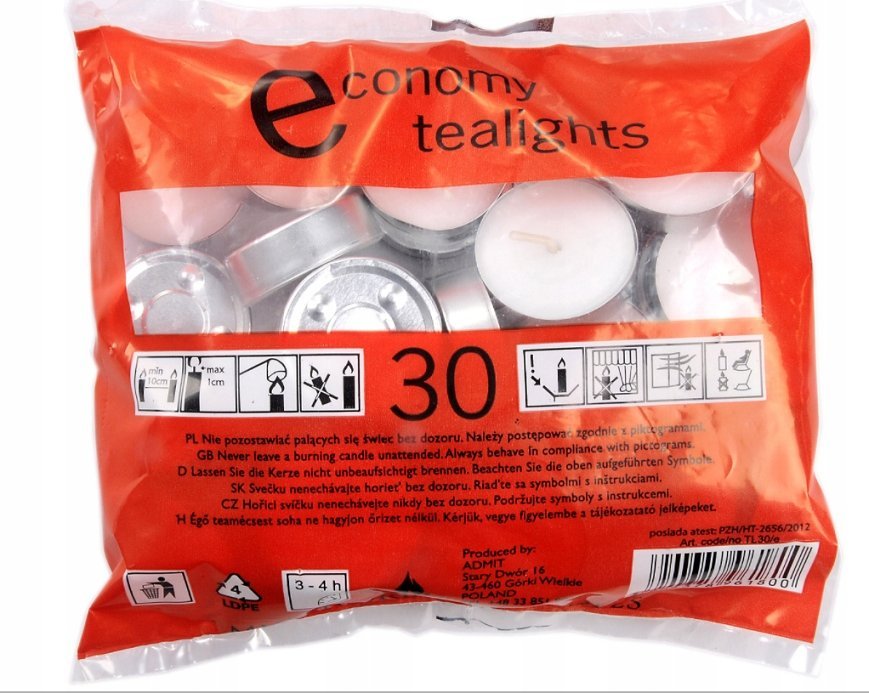 economy
tealights
min
10cm
max
1cm
30
PL Nie pozostawiać palących się świec bez dozoru. Należy postępować zgodnie z piktogramami.
GB Never leave a burning candle unattended. Always behave in compliance with pictograms.
D Lassen Sie die Kerze nicht unbeaufsichtigt brennen. Beachten Sie die oben aufgeführten Symbole.
SK Svečku nenechávajte horieť bez dozoru. Riaďte sa symbolmi s inštrukciami.
CZ Hořici svíčku nenechávejte nikdy bez dozoru. Podržujte symboly s instrukcemi.
H Égő teamécsest soha ne hagyjon őrizet nélkül. Kérjük, vegye figyelembe a tájékozatató jelképeket.
posiada atest: PZH/HT-2656/2012
Art. code/no TL30/e
Produced by:
ADMIT
Stary Dwór 16
43-460 Górki Wielkie
POLAND
33 851
4
LDPE
3 - 4 h